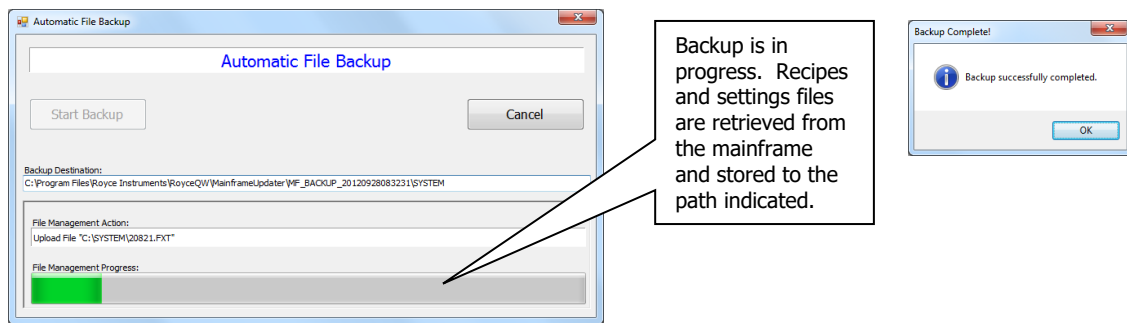 Automatic File Backup
Automatic File Backup
Start Backup
Cancel
Backup Destination:
C:\Program Files\Royce Instruments\RoyceQW\MainframeUpdater\MF_BACKUP_20120928083231\SYSTEM
File Management Action:
Upload File "C:\SYSTEM\20821.FXT"
File Management Progress:
Backup is in
progress.  Recipes
and settings files
are retrieved from
the mainframe
and stored to the
path indicated.
Backup Complete!
Backup successfully completed.
OK